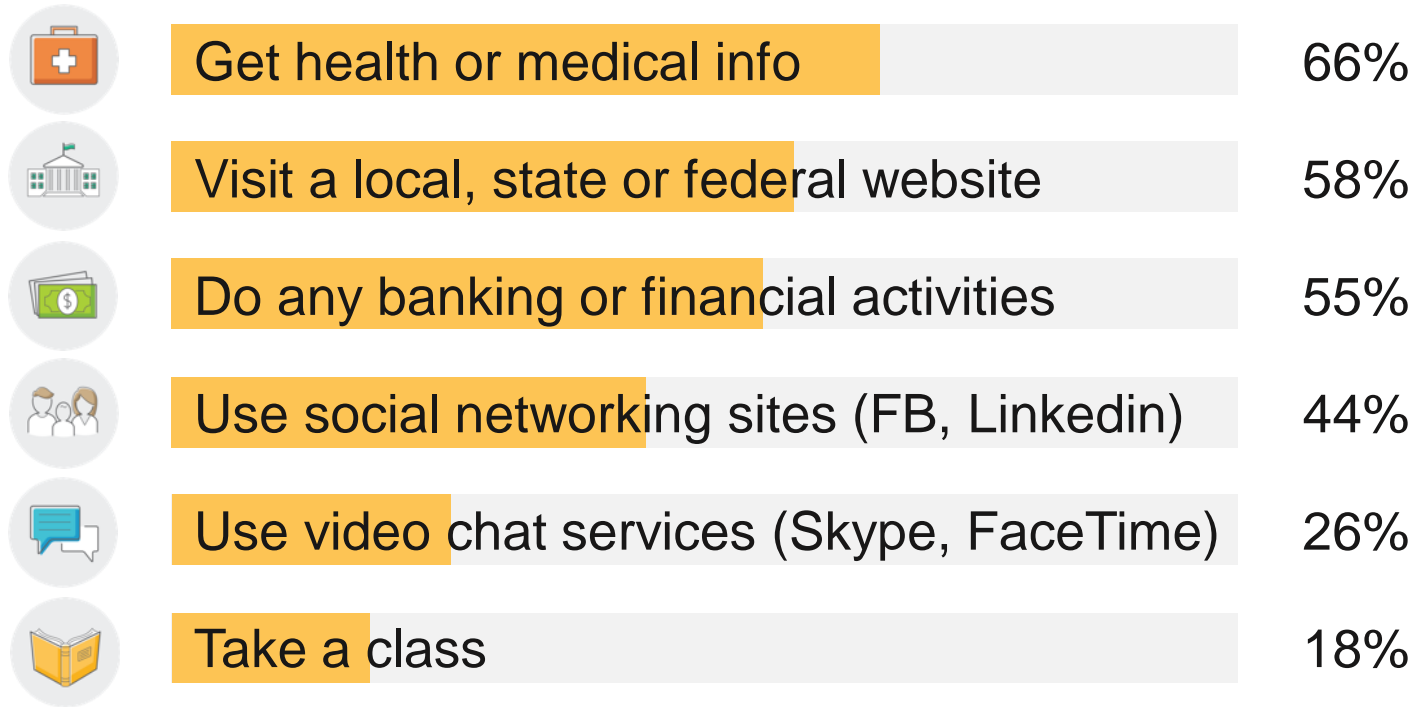 Get health or medical info 66%
Visit a local, state or federal website 58%
Do any banking or financial activities 55%
Use social networking sites (FB, Linkedin) 44%
Use video chat services (Skype, FaceTime) 26%
Take a class 18%